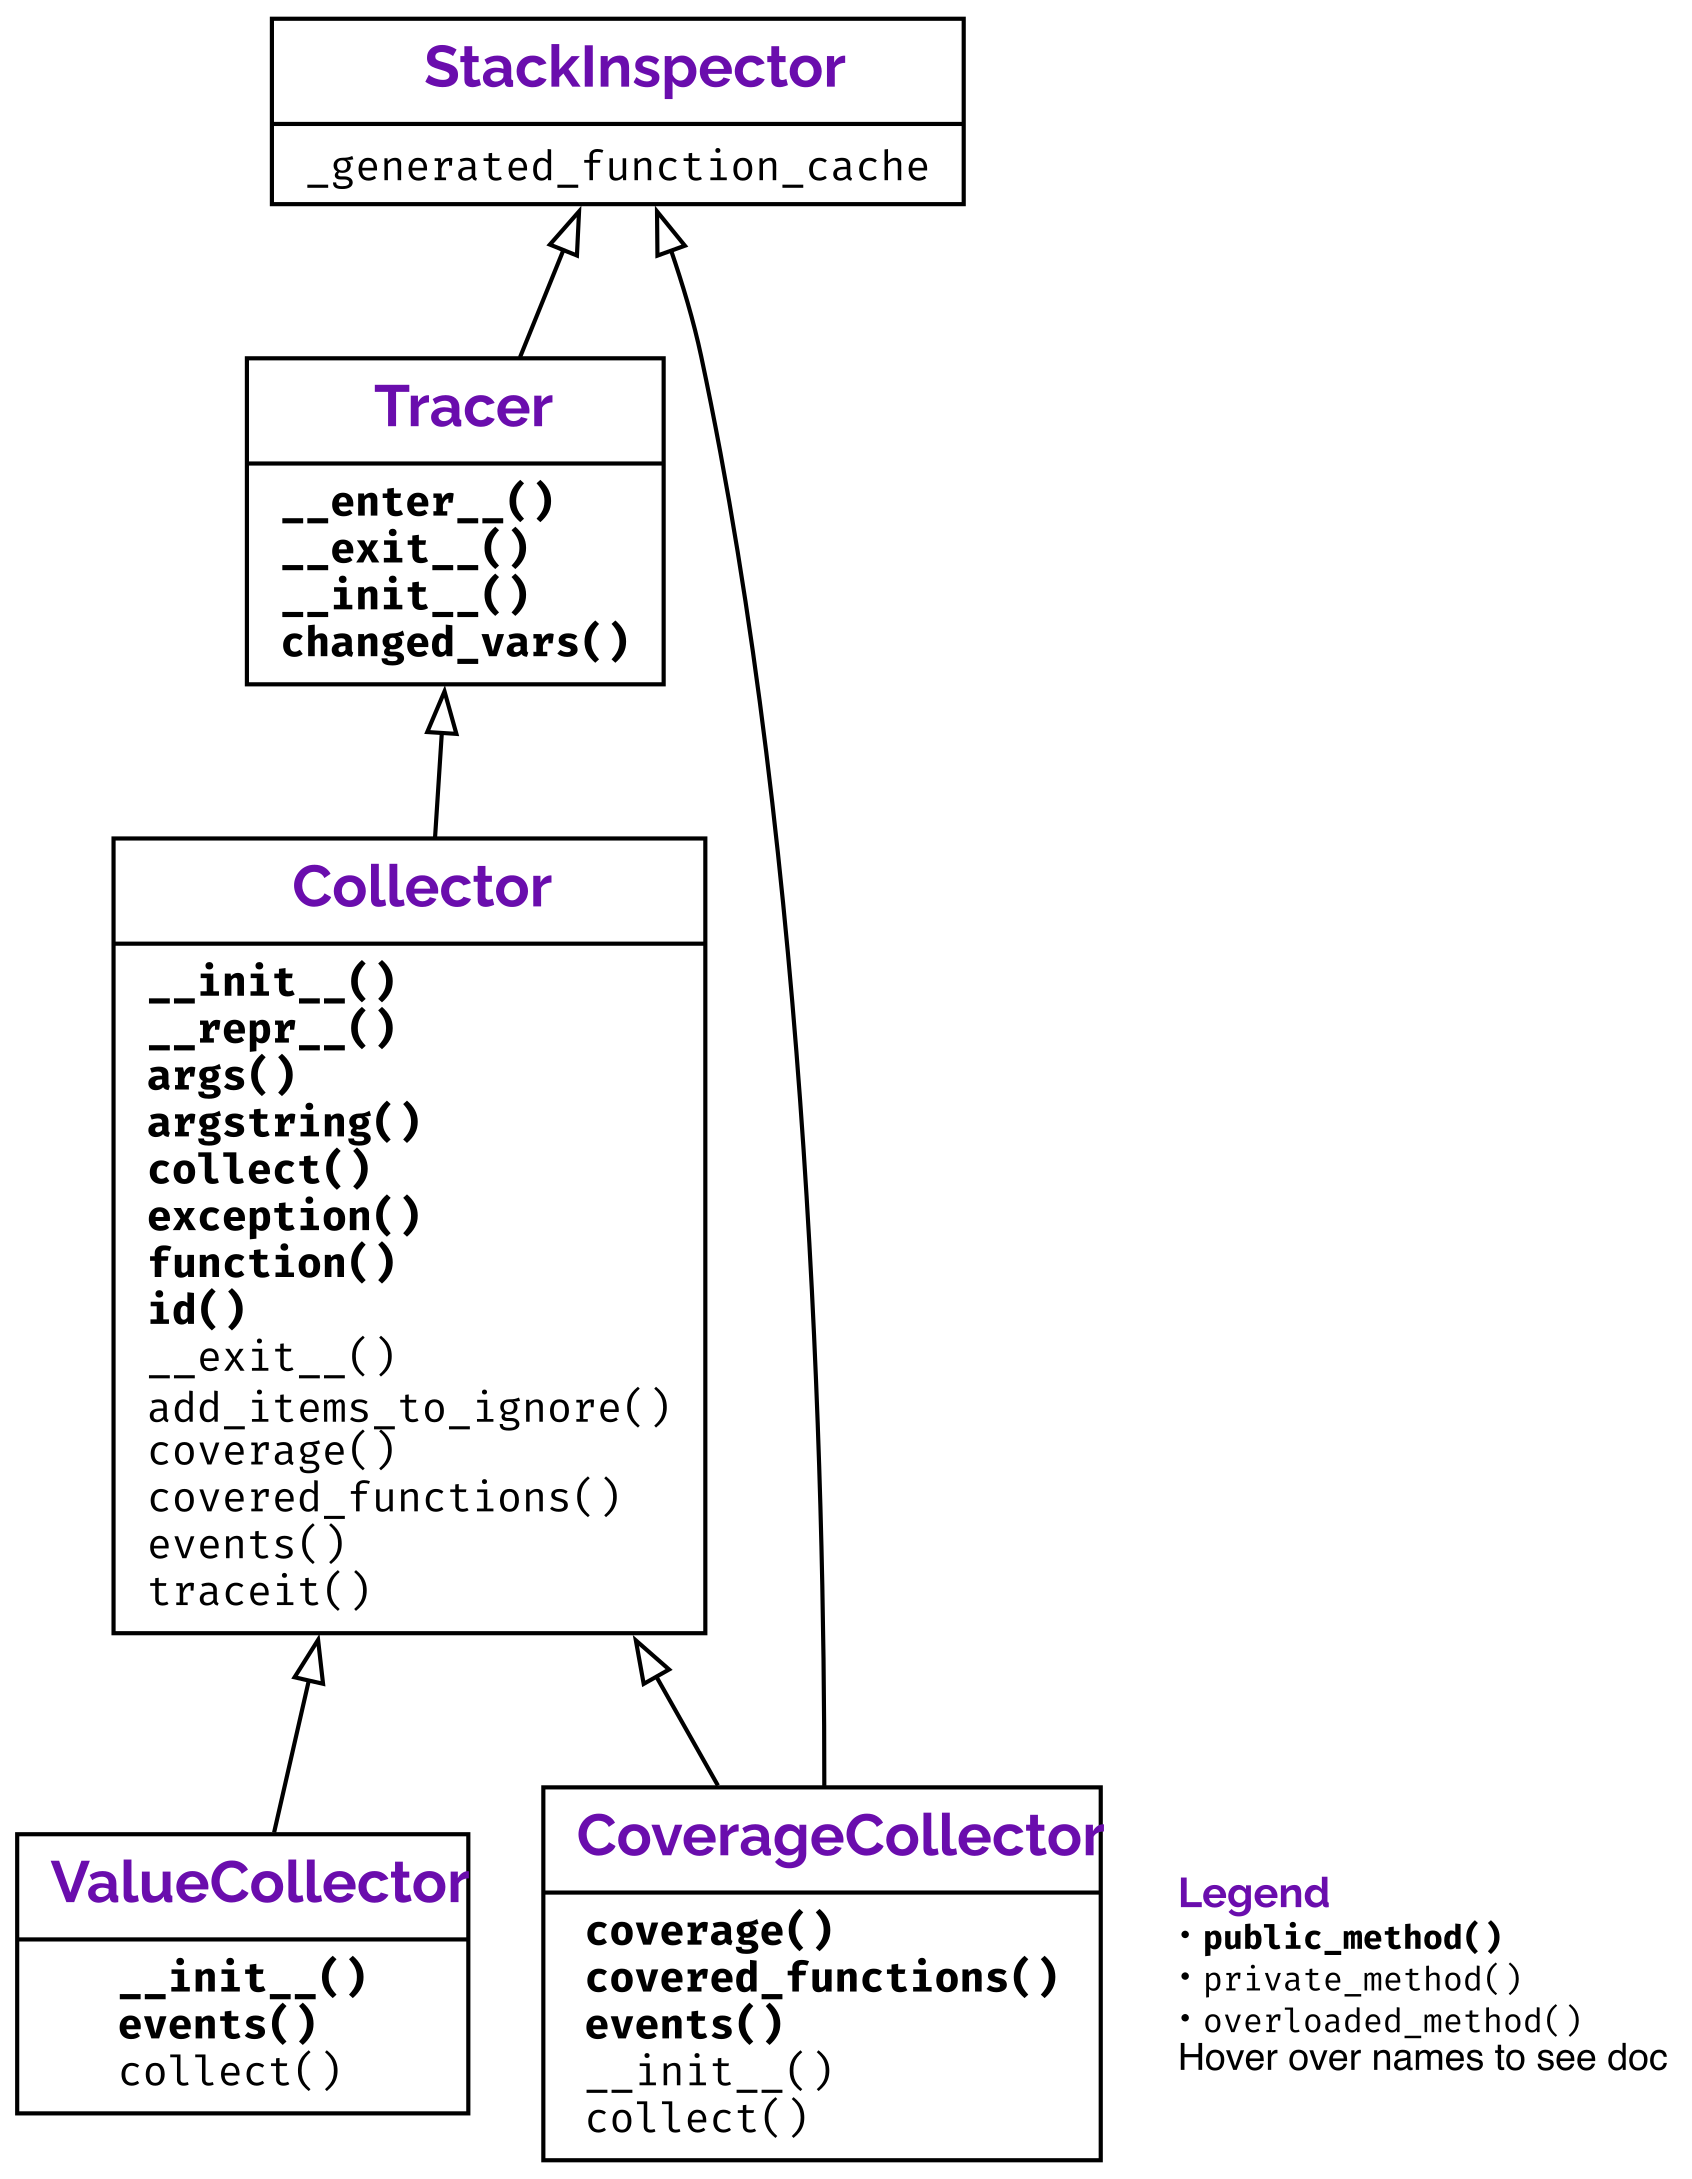 StackInspector
_generated_function_cache
Tracer
__enter__()
__exit__()
__init__()
changed_vars()
Collector
__init__()
__repr__()
args()
argstring()
collect()
exception()
function()
id()
__exit__()
add_items_to_ignore()
coverage()
covered_functions()
events()
traceit()
ValueCollector
__init__()
events()
collect()
CoverageCollector
coverage()
covered_functions()
events()
__init__()
collect()
Legend
• public_method()
• private_method()
• overloaded_method()
Hover over names to see doc